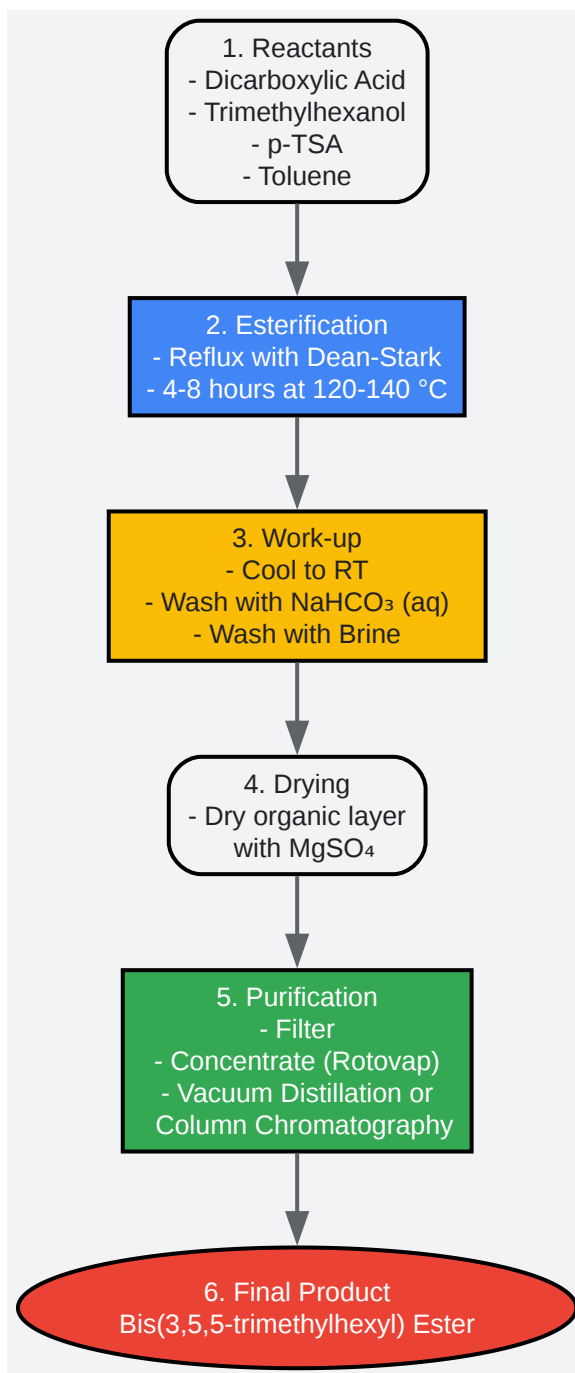 1. Reactants
- Dicarboxylic Acid
- Trimethylhexanol
- p-TSA
- Toluene
2. Esterification
- Reflux with Dean-Stark
- 4-8 hours at 120-140 °C
3. Work-up
- Cool to RT
- Wash with NaHCO₃ (aq)
- Wash with Brine
4. Drying
- Dry organic layer
with MgSO₄
5. Purification
- Filter
- Concentrate (Rotovap)
- Vacuum Distillation or
Column Chromatography
6. Final Product
Bis(3,5,5-trimethylhexyl) Ester